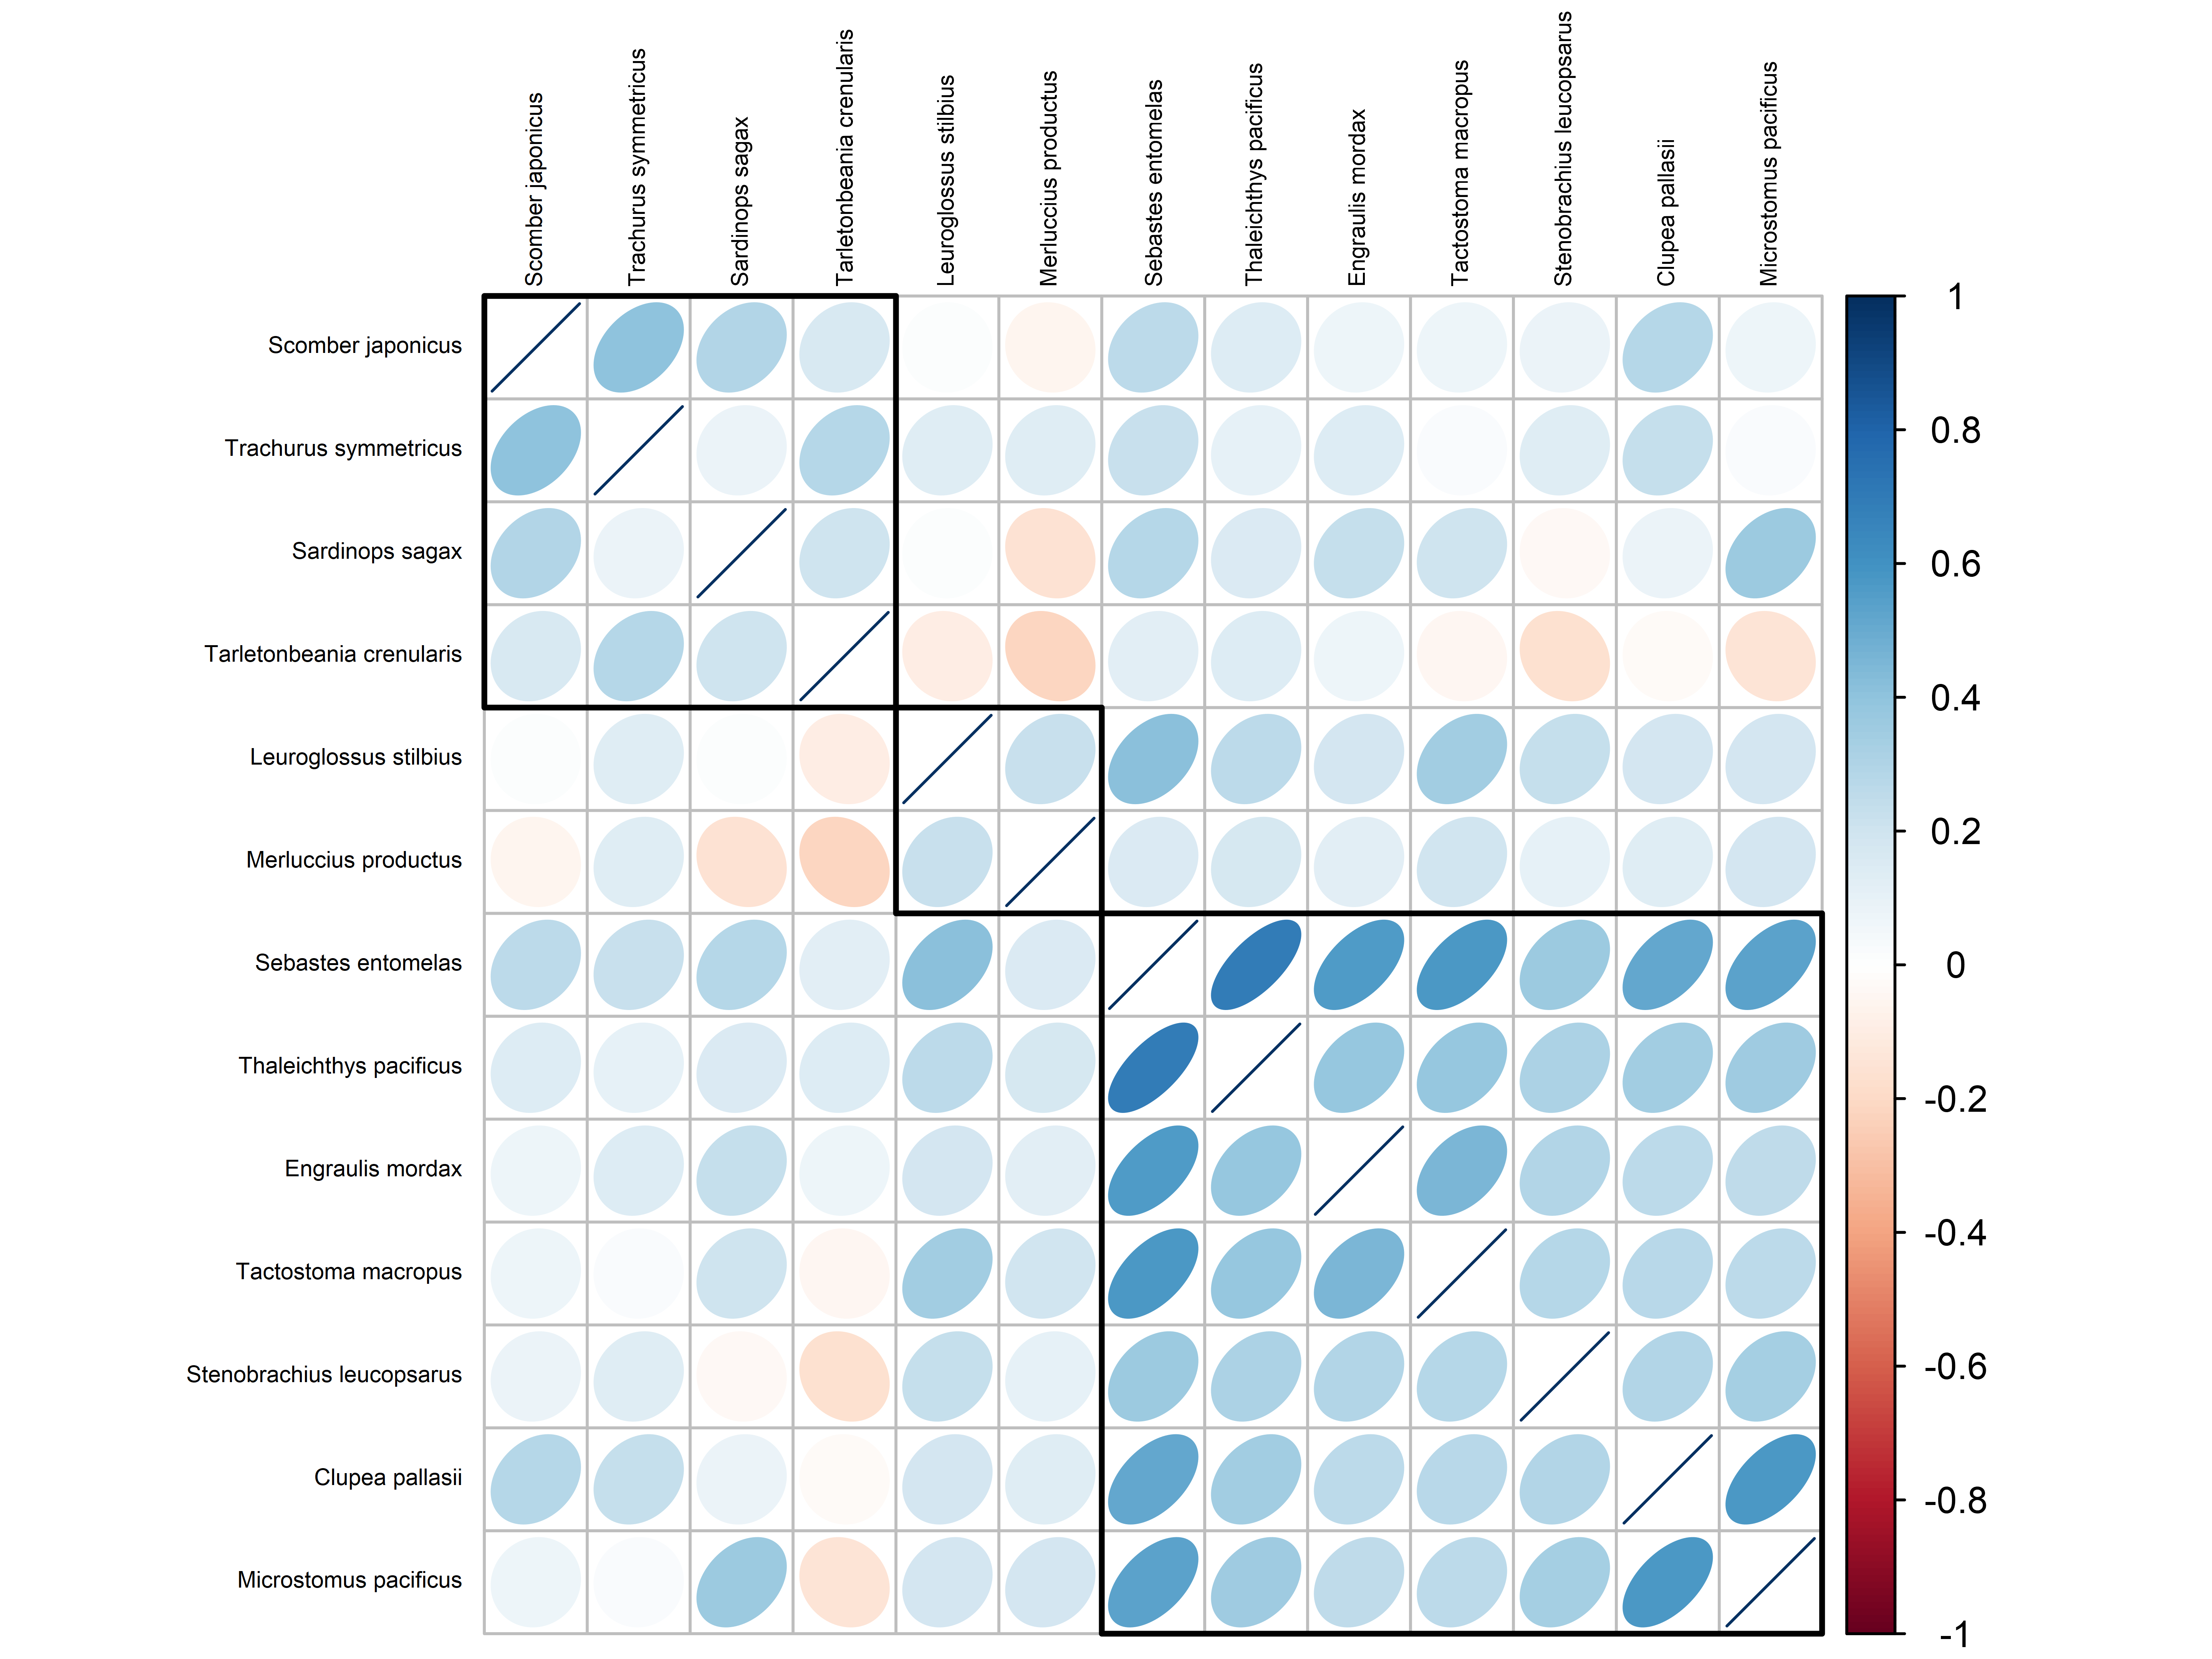 Scomber japonicus
Trachurus symmetricus
Sardinops sagax
Tarletonbeania crenularis
Leuroglossus stilbius
Merluccius productus
Sebastes entomelas
Thaleichthys pacificus
Engraulis mordax
Tactostoma macropus
Stenobrachius leucopsarus
Clupea pallasii
Microstomus pacificus
Scomber japonicus
Trachurus symmetricus
Sardinops sagax
Tarletonbeania crenularis
Leuroglossus stilbius
Merluccius productus
Sebastes entomelas
Thaleichthys pacificus
Engraulis mordax
Tactostoma macropus
Stenobrachius leucopsarus
Clupea pallasii
Microstomus pacificus
1
0.8
0.6
0.4
0.2
0
-0.2
-0.4
-0.6
-0.8
-1